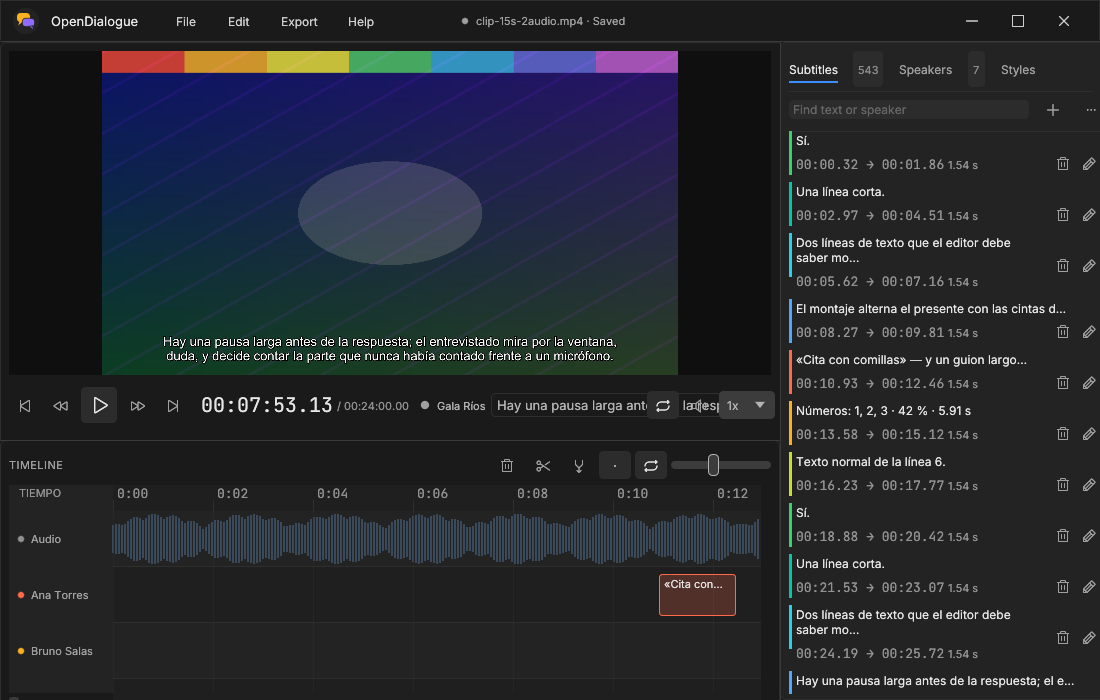 OpenDialogue File Edit Export Help
clip-15s-2audio.mp4 · Saved
Hay una pausa larga antes de la respuesta; el entrevistado mira por la ventana,
duda, y decide contar la parte que nunca había contado frente a un micrófono.
00:07:53.13 / 00:24:00.00 Gala Ríos Hay una pausa larga ant 1x
TIMELINE
TIEMPO 0:00 0:02 0:04 0:06 0:08 0:10 0:12
Audio
Ana Torres
«Cita con...
Bruno Salas
Subtitles 543 Speakers 7 Styles
Find text or speaker
Sí.
00:00.32 → 00:01.86 1.54 s
Una línea corta.
00:02.97 → 00:04.51 1.54 s
Dos líneas de texto que el editor debe
saber mo...
00:05.62 → 00:07.16 1.54 s
El montaje alterna el presente con las cintas d...
00:08.27 → 00:09.81 1.54 s
«Cita con comillas» — y un guion largo...
00:10.93 → 00:12.46 1.54 s
Números: 1, 2, 3 · 42 % · 5.91 s
00:13.58 → 00:15.12 1.54 s
Texto normal de la línea 6.
00:16.23 → 00:17.77 1.54 s
Sí.
00:18.88 → 00:20.42 1.54 s
Una línea corta.
00:21.53 → 00:23.07 1.54 s
Dos líneas de texto que el editor debe
saber mo...
00:24.19 → 00:25.72 1.54 s
Hay una pausa larga antes de la respuesta; el e...